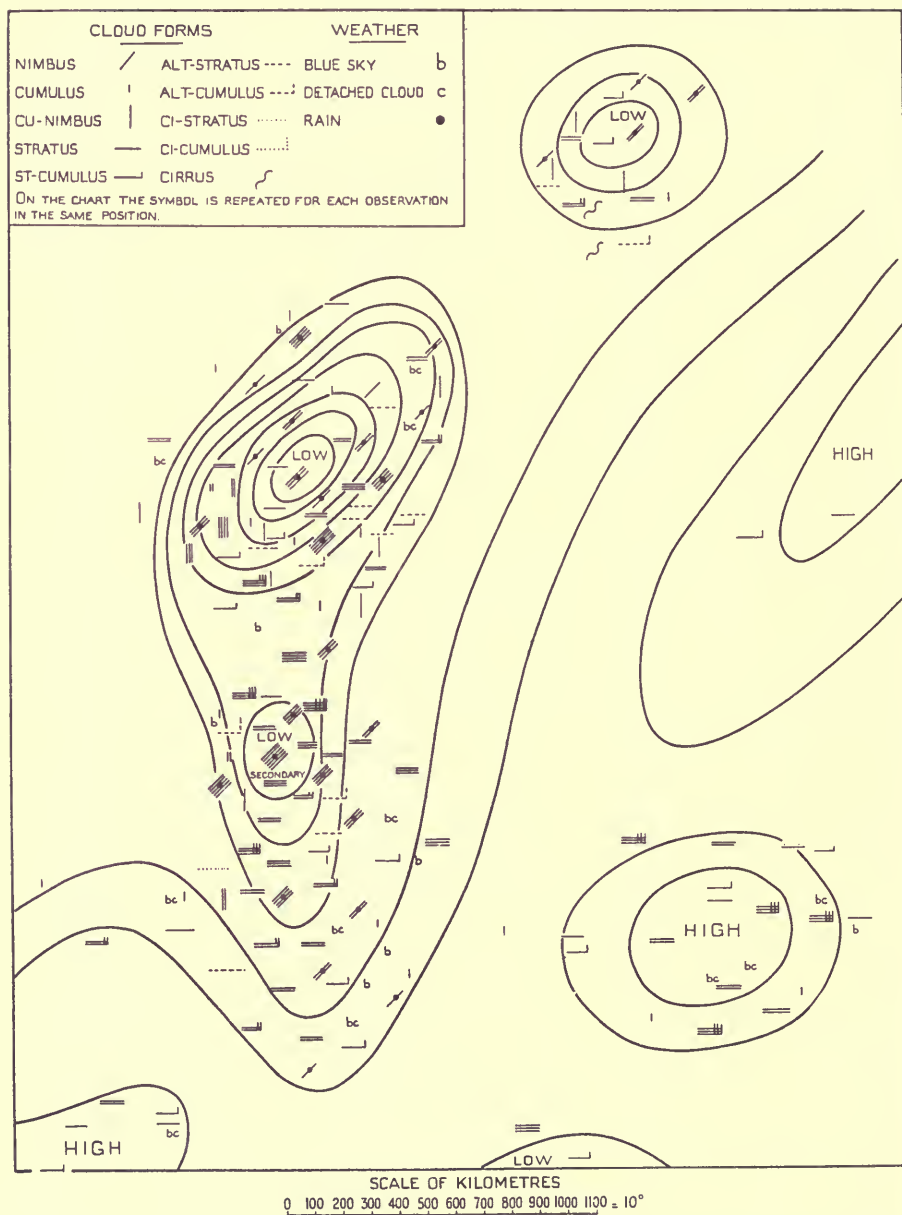 CLOUD FORMS WEATHER
NIMBUS ALT-STRATUS BLUE SKY b
CUMULUS ALT-CUMULUS DETACHED CLOUD c
CU-NIMBUS CI-STRATUS RAIN
STRATUS CI-CUMULUS
ST-CUMULUS CIRRUS
ON THE CHART THE SYMBOL IS REPEATED FOR EACH OBSERVATION
IN THE SAME POSITION.
LOW
b
bc
bc
bc
LOW
HIGH
b
b
LOW
SECONDARY
bc
b
bc
bc
HIGH
bc
b
b
bc bc
b
bc
bc
HIGH
LOW
SCALE OF KILOMETRES
0 100 200 300 400 500 600 700 800 900 1000 1100 = 10°